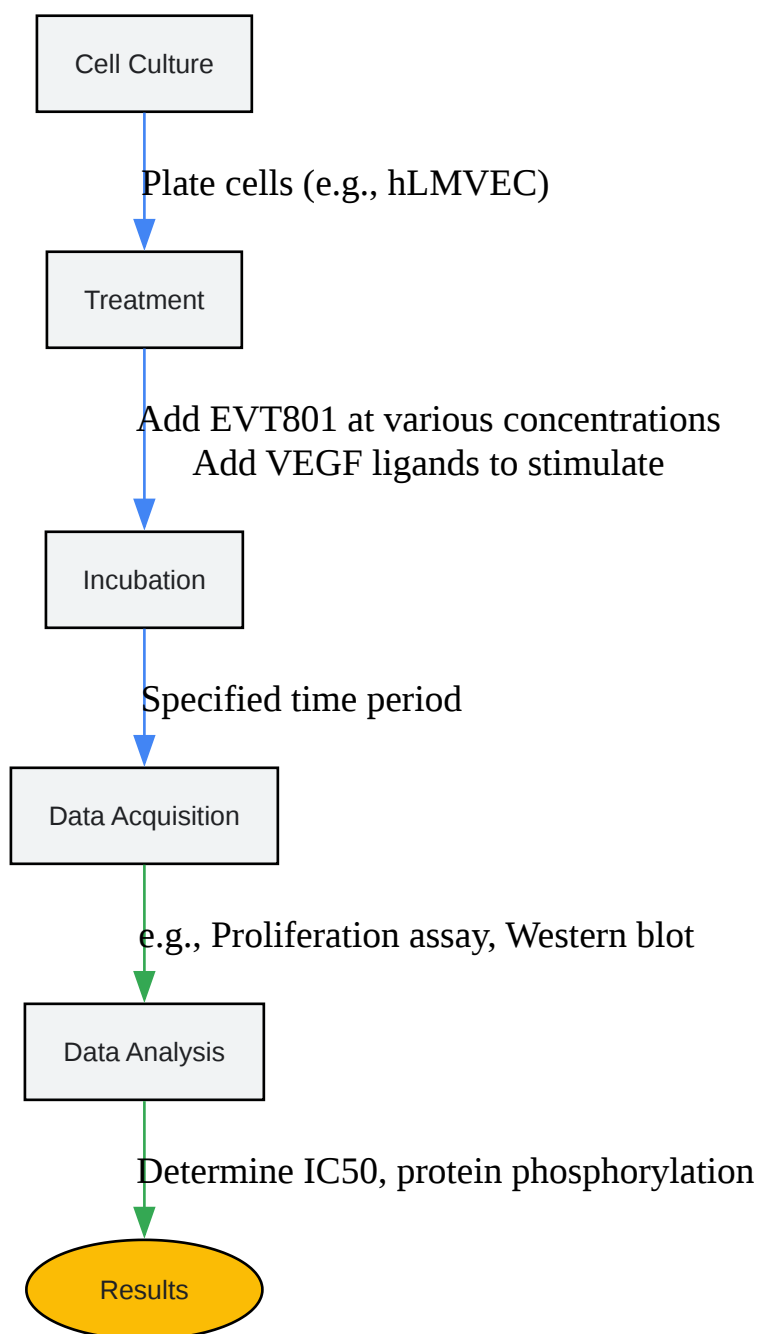 Cell Culture
Plate cells (e.g., hLMVEC)
Treatment
Add EVT801 at various concentrations
Add VEGF ligands to stimulate
Incubation
Specified time period
Data Acquisition
e.g., Proliferation assay, Western blot
Data Analysis
Determine IC50, protein phosphorylation
Results